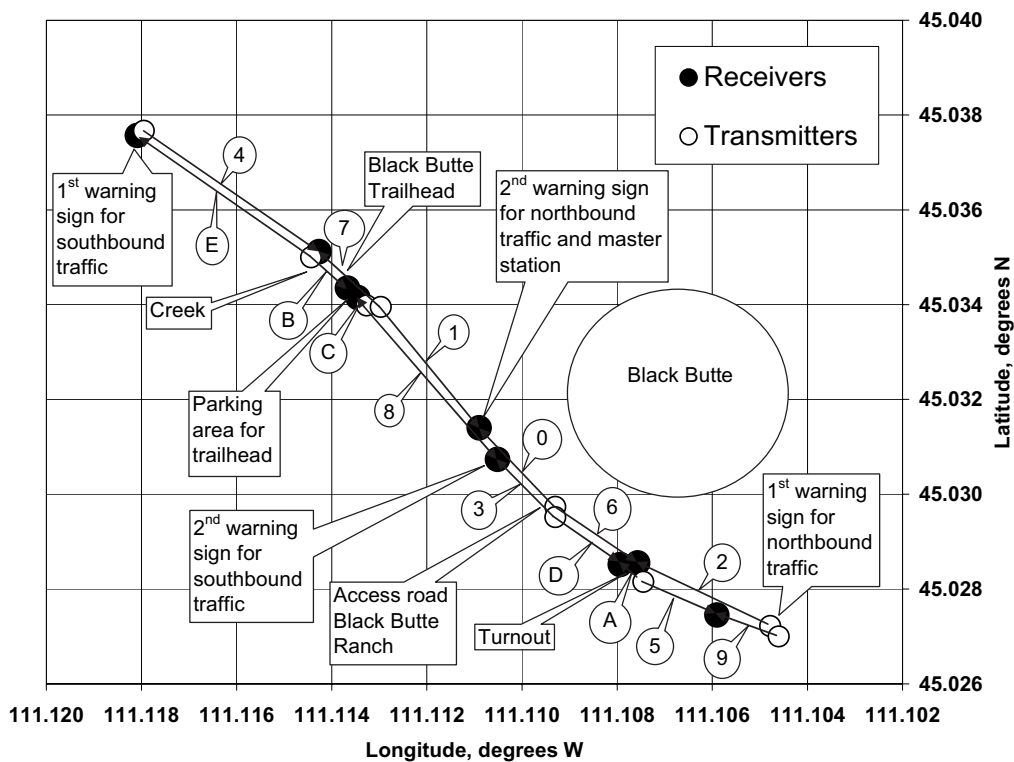 45.040
Receivers
Transmitters
45.038
4
Black Butte
Trailhead
1st warning
sign for
southbound
traffic
E
7
2nd warning sign
for northbound
traffic and master
station
45.036
Creek
B
C
1
8
45.034
Black Butte
Parking
area for
trailhead
45.032
0
3
6
45.030
1st warning
sign for
northbound
traffic
2nd warning
sign for
southbound
traffic
D
2
45.028
Access road
Black Butte
Ranch
Turnout
A
5
9
45.026
Latitude, degrees N
111.120 111.118 111.116 111.114 111.112 111.110 111.108 111.106 111.104 111.102
Longitude, degrees W